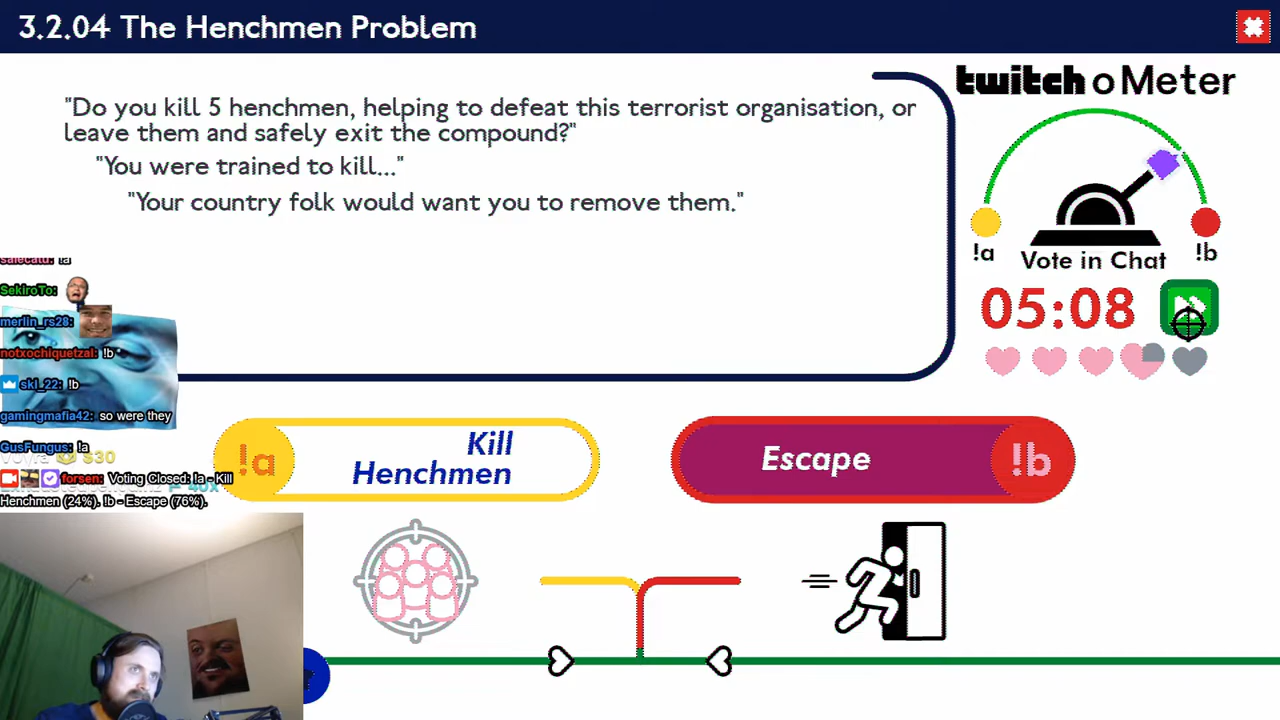 3.2.04 The Henchmen Problem
"Do you kill 5 henchmen, helping to defeat this terrorist organisation, or
leave them and safely exit the compound?"
"You were trained to kill..."
"Your country folk would want you to remove them."
twitch o Meter
!a
!b
Vote in Chat
05:08
SekiroTo:
merlin_rs28:
notxochiquetzal: !b
skl_22: !b
gamingmafia42: so were they
GusFungus: !a
$30
forsen: Voting Closed: !a - Kill
Henchmen (24%). !b - Escape (76%).
!a
Kill
Henchmen
Escape
!b